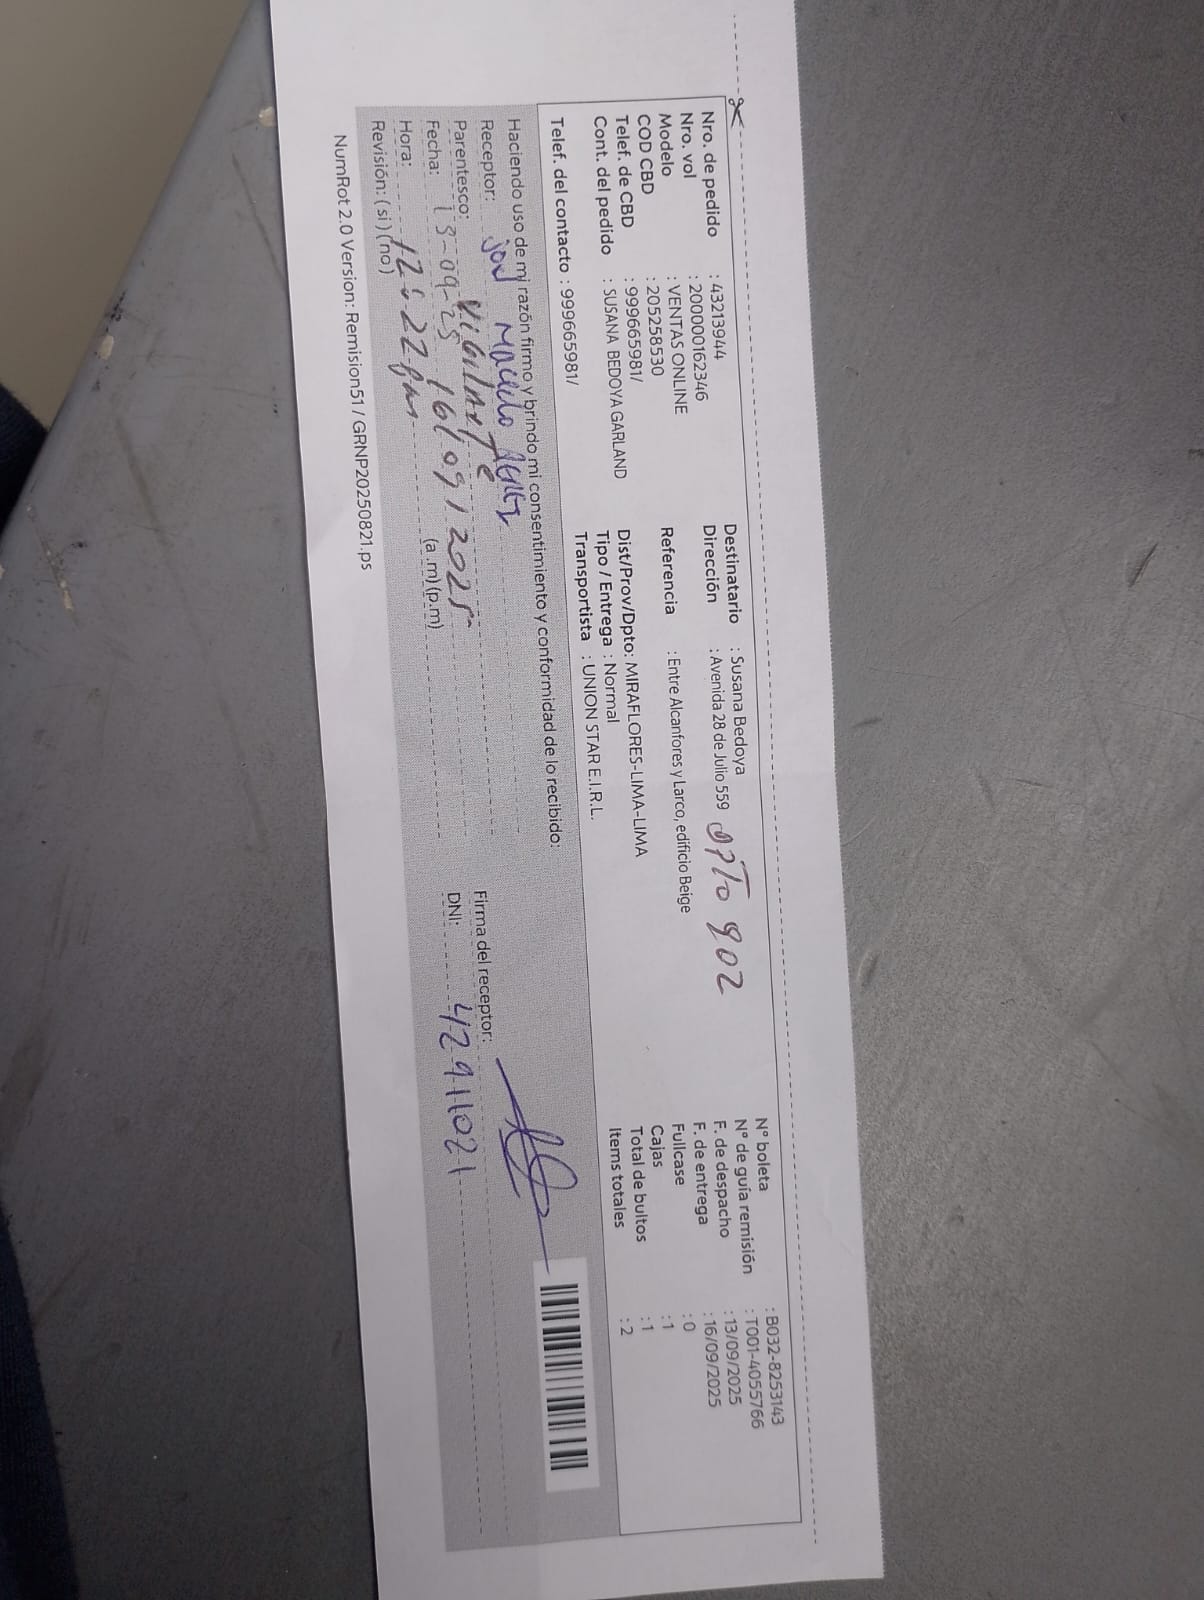 Nro. de pedido : 43213944
Nro. vol : 200000162346
Modelo : VENTAS ONLINE
COD CBD : 205258530
Telef. de CBD : 999665981/
Cont. del pedido : SUSANA BEDOYA GARLAND
Telef. del contacto : 999665981/
Destinatario : Susana Bedoya
Dirección : Avenida 28 de Julio 559 DPTO 902
Referencia : Entre Alcanfores y Larco, edificio Beige
Dist/Prov/Dpto: MIRAFLORES-LIMA-LIMA
Tipo / Entrega : Normal
Transportista : UNION STAR E.I.R.L.
N° boleta : B032-8253143
N° de guía remisión : T001-4055766
F. de despacho : 13/09/2025
F. de entrega : 16/09/2025
Fullcase : 0
Cajas : 1
Total de bultos : 1
Items totales : 2
Haciendo uso de mi razón firmo y brindo mi consentimiento y conformidad de lo recibido:
Receptor:
Parentesco: VIGILANTE
Fecha: 13-09-25 16/09/2025
Hora: 12:22 pm (a.m)(p.m)
Revisión: (si) (no)
Firma del receptor:
DNI: 42911021
NumRot 2.0 Version: Remision51 / GRNP20250821.ps